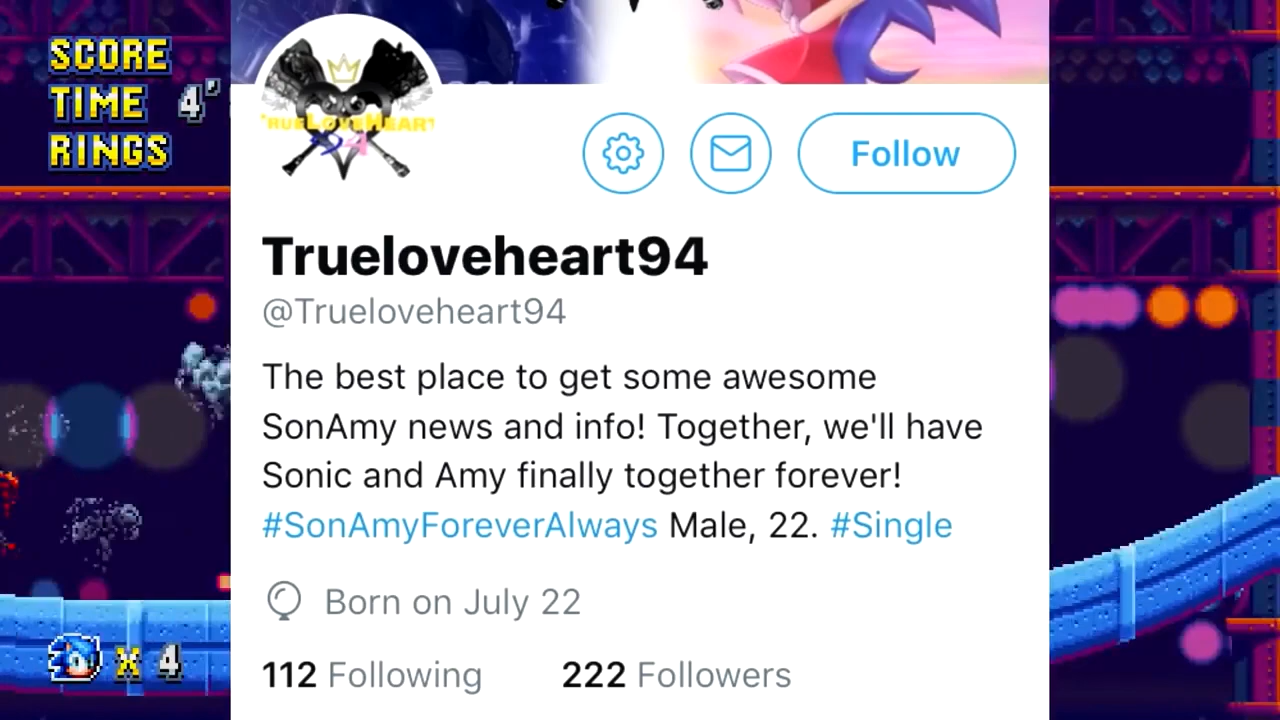 SCORE
TIME 4'
RINGS
TRUELOVEHEART
94
Follow
Trueloveheart94
@Trueloveheart94
The best place to get some awesome
SonAmy news and info! Together, we'll have
Sonic and Amy finally together forever!
#SonAmyForeverAlways Male, 22. #Single
Born on July 22
112 Following 222 Followers
x 4